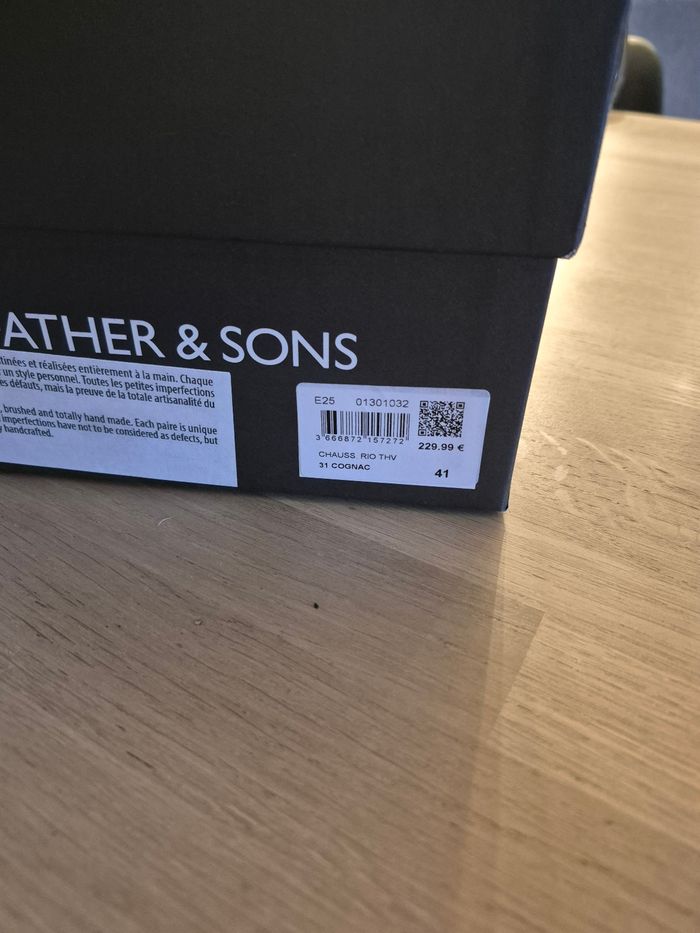 ATHER & SONS
tinées et réalisées entièrement à la main. Chaque
un style personnel. Toutes les petites imperfections
es défauts, mais la preuve de la totale artisanalité du
, brushed and totally hand made. Each paire is unique
imperfections have not to be considered as defects, but
handcrafted.
E25 01301032
3 666872 157272
229.99 €
CHAUSS RIO THV
31 COGNAC
41